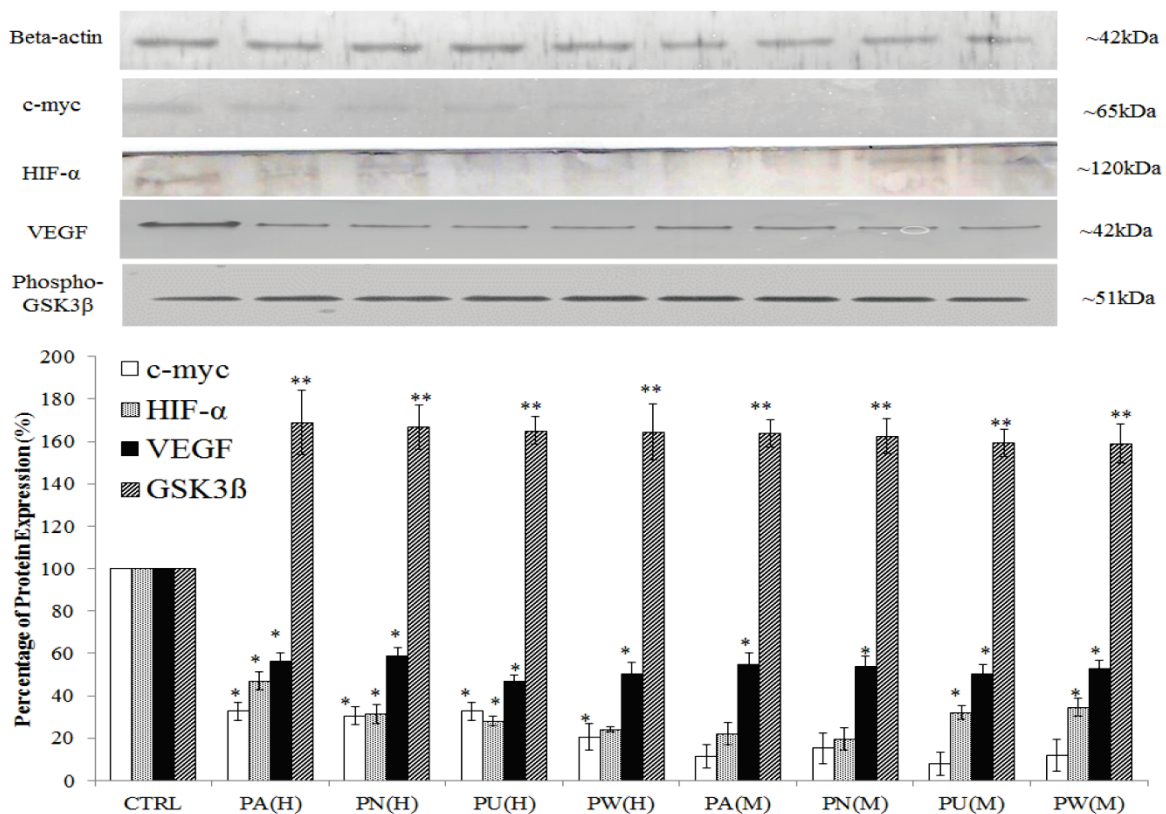 Beta-actin ~42kDa
c-myc ~65kDa
HIF-α ~120kDa
VEGF ~42kDa
Phospho-
GSK3β ~51kDa
Percentage of Protein Expression (%)
200
180
160
140
120
100
80
60
40
20
0
c-myc
HIF-α
VEGF
GSK3ß
** ** ** ** ** ** ** **
* * * * * * * *
* * * * *
* * * *
CTRL PA(H) PN(H) PU(H) PW(H) PA(M) PN(M) PU(M) PW(M)